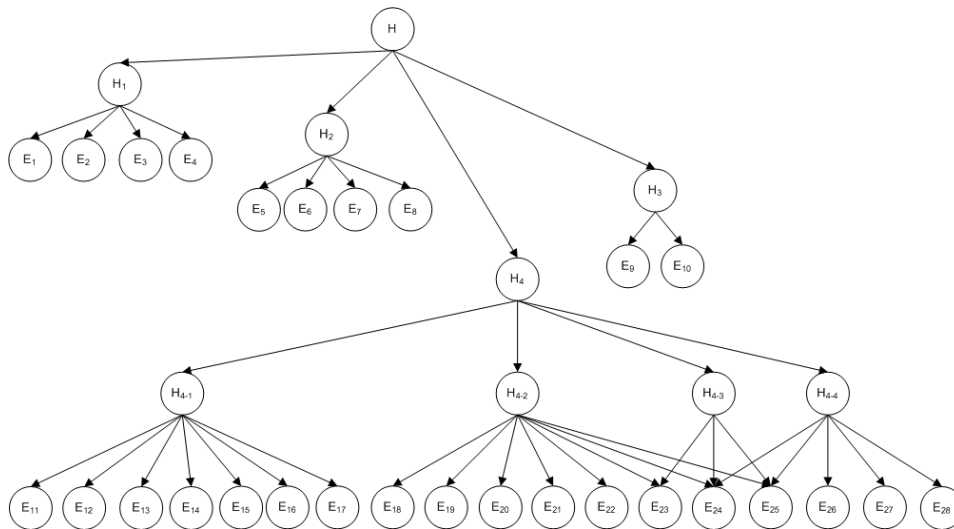 H
H₁
E₁ E₂ E₃ E₄
H₂
E₅ E₆ E₇ E₈
H₃
E₉ E₁₀
H₄
H₄₋₁ H₄₋₂ H₄₋₃ H₄₋₄
E₁₁ E₁₂ E₁₃ E₁₄ E₁₅ E₁₆ E₁₇ E₁₈ E₁₉ E₂₀ E₂₁ E₂₂ E₂₃ E₂₄ E₂₅ E₂₆ E₂₇ E₂₈